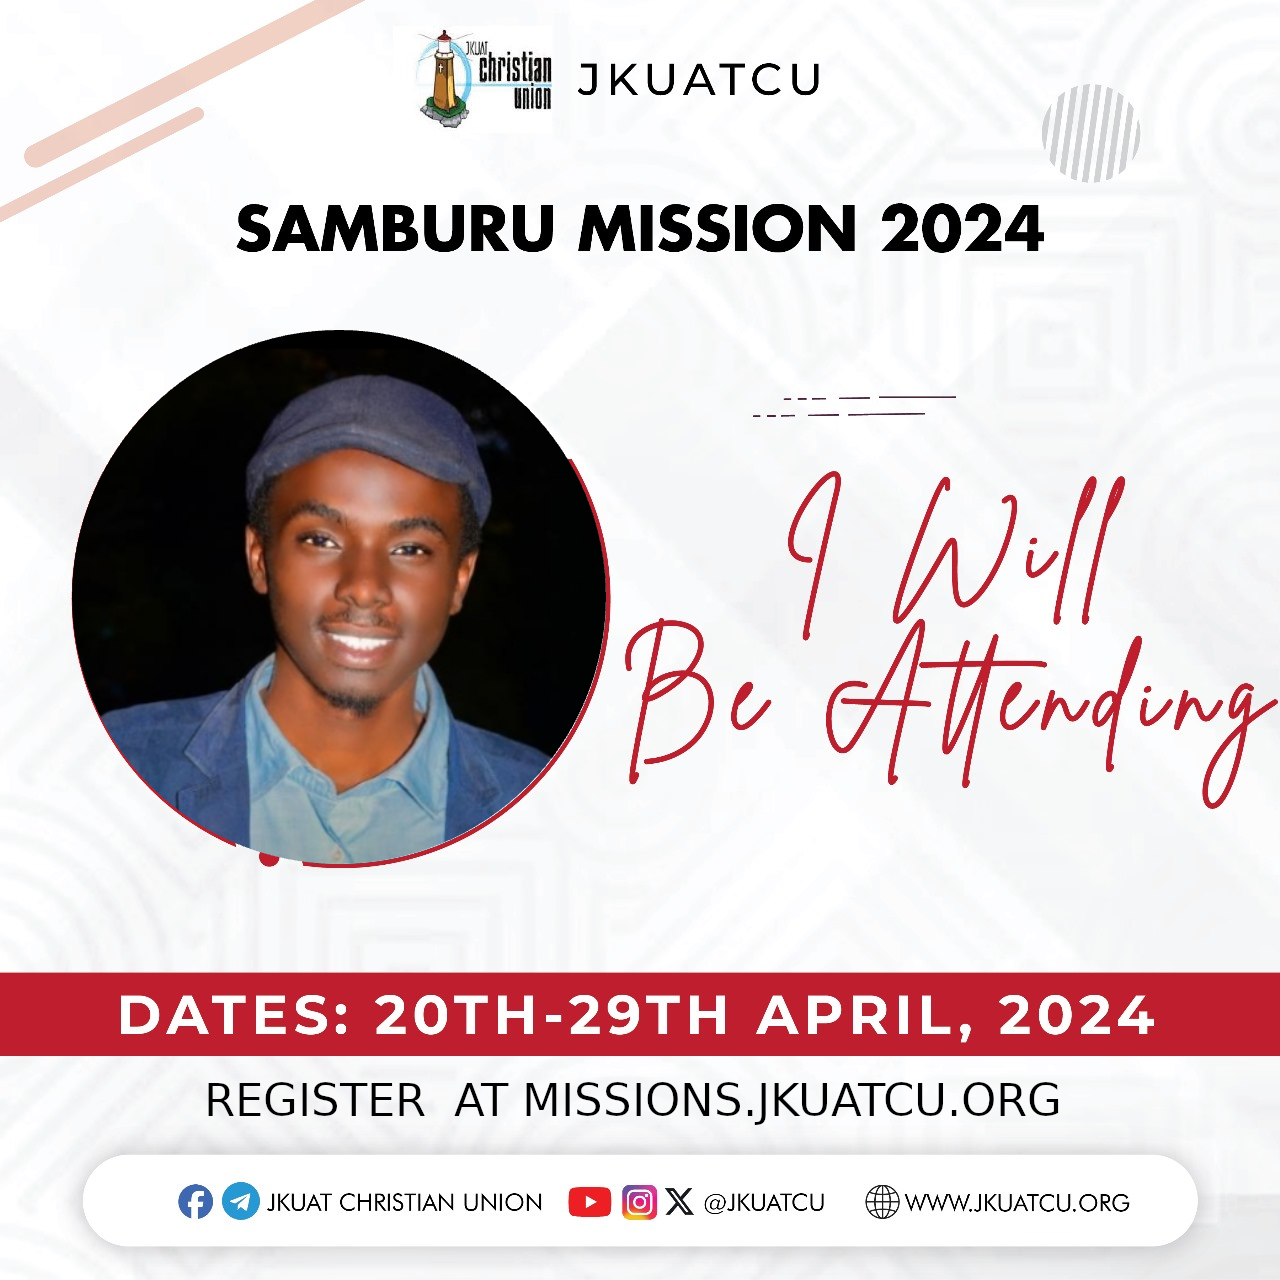 JKUAT
christian
union
JKUATCU
SAMBURU MISSION 2024
I Will
Be Attending
DATES: 20TH-29TH APRIL, 2024
REGISTER  AT MISSIONS.JKUATCU.ORG
JKUAT CHRISTIAN UNION @JKUATCU WWW.JKUATCU.ORG